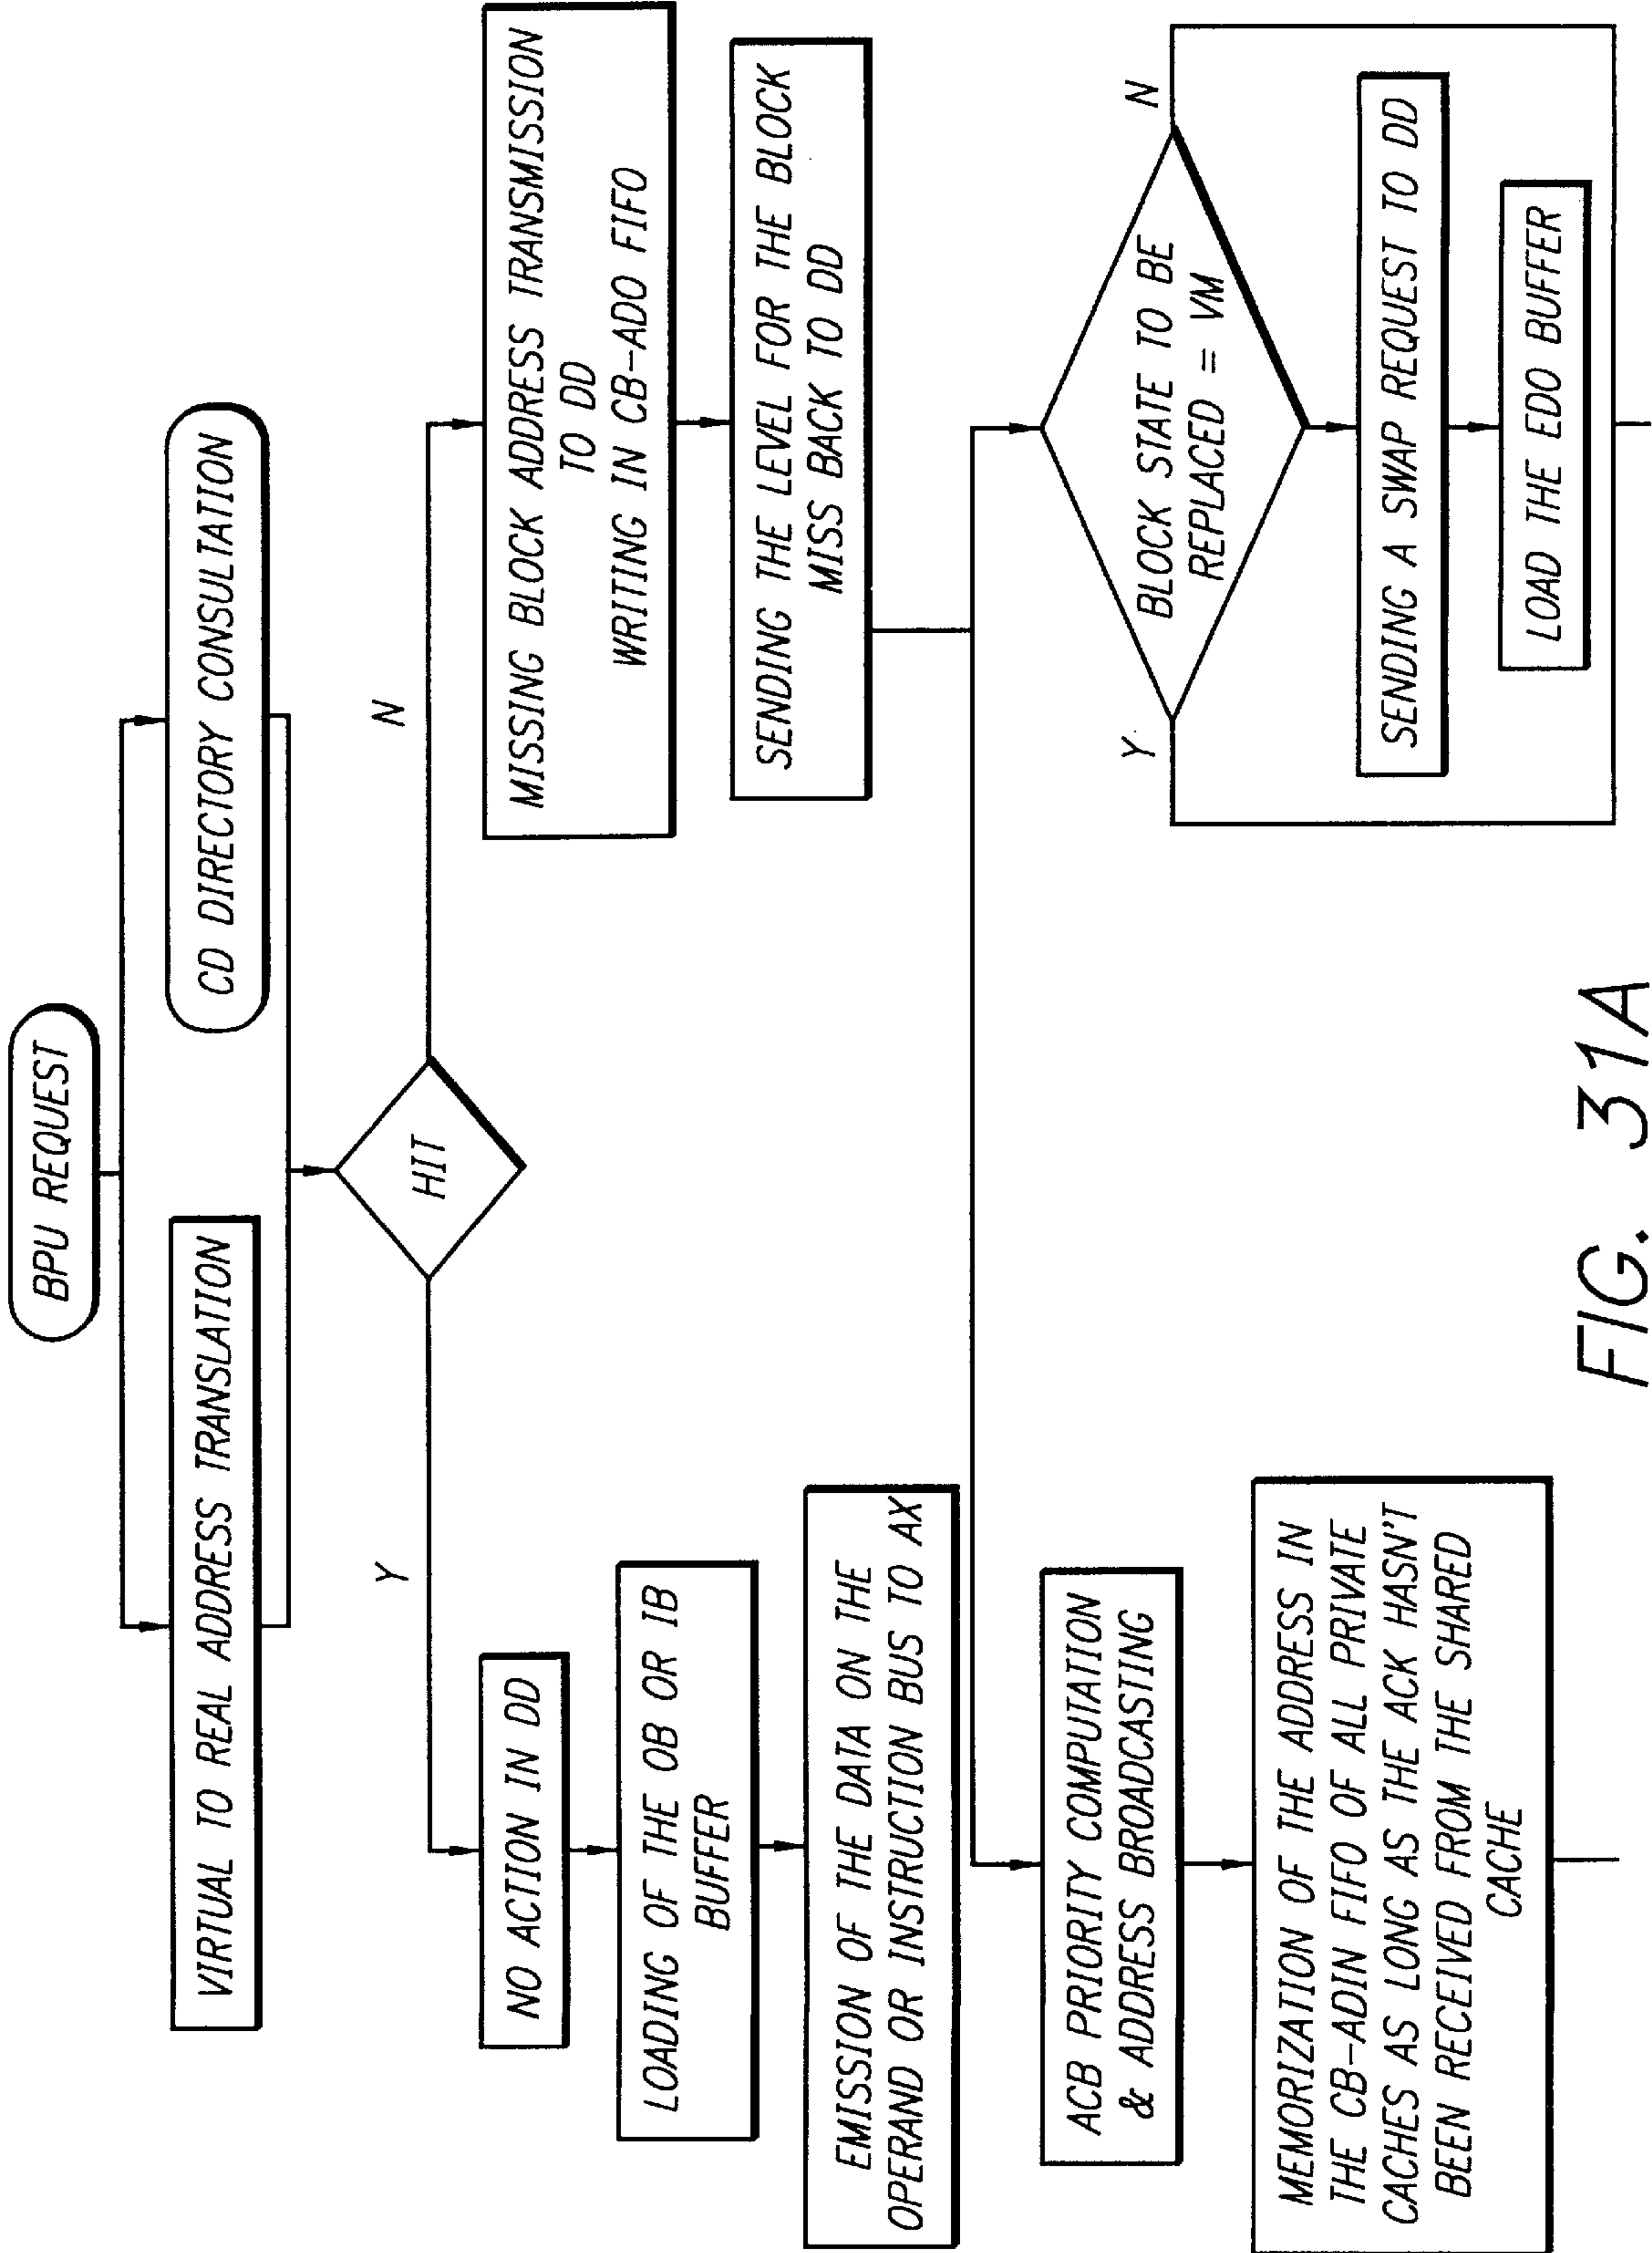 BPU REQUEST
VIRTUAL TO REAL ADDRESS TRANSLATION
CD DIRECTORY CONSULTATION
HIT
Y
N
NO ACTION IN DD
LOADING OF THE OB OR IB
BUFFER
EMISSION OF THE DATA ON THE
OPERAND OR INSTRUCTION BUS TO AX
MISSING BLOCK ADDRESS TRANSMISSION
TO DD
WRITING IN CB-ADO FIFO
SENDING THE LEVEL FOR THE BLOCK
MISS BACK TO DD
ACB PRIORITY COMPUTATION
& ADDRESS BROADCASTING
MEMORIZATION OF THE ADDRESS IN
THE CB-ADIN FIFO OF ALL PRIVATE
CACHES AS LONG AS THE ACK HASN'T
BEEN RECEIVED FROM THE SHARED
CACHE
Y
BLOCK STATE TO BE
REPLACED = VM
N
SENDING A SWAP REQUEST TO DD
LOAD THE EDO BUFFER
FIG. 31A